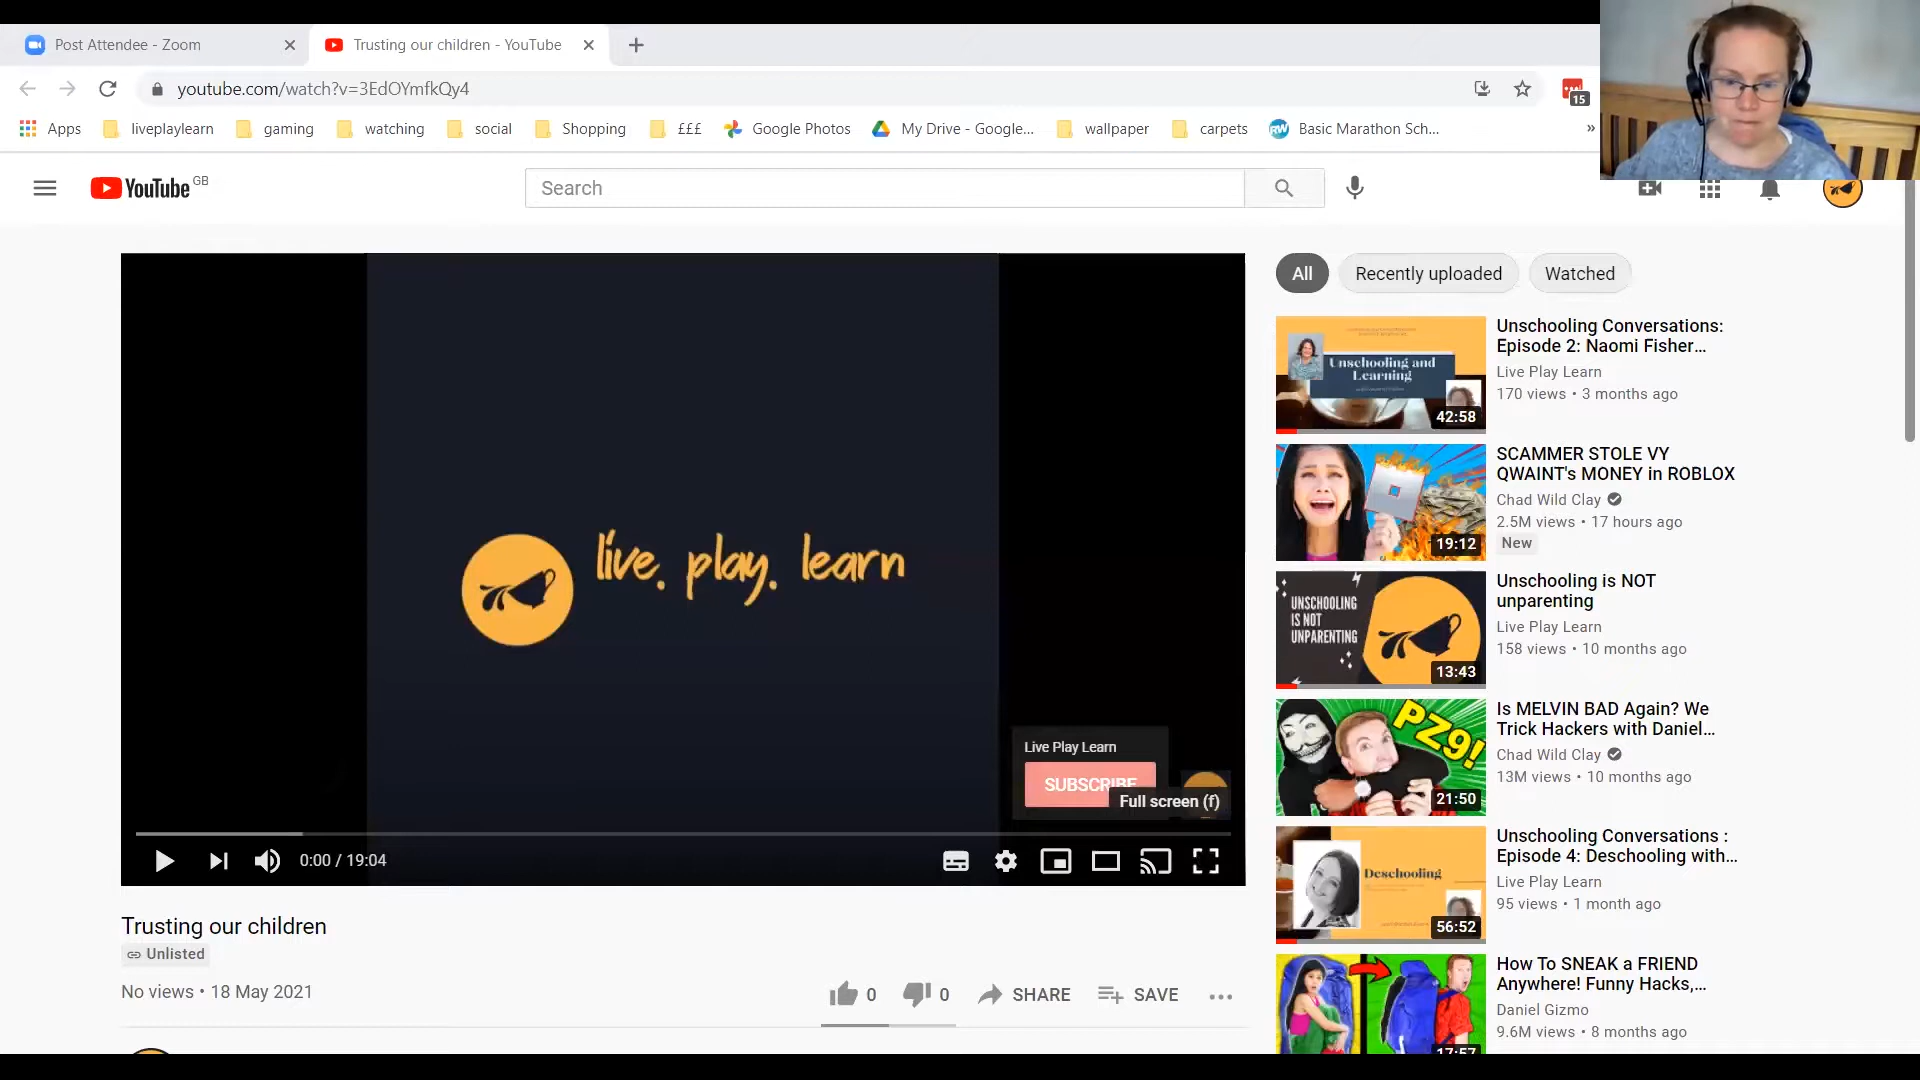 Post Attendee - Zoom
Trusting our children - YouTube
youtube.com/watch?v=3EdOYmfkQy4
15
Apps
liveplaylearn
gaming
watching
social
Shopping
£££
Google Photos
My Drive - Google...
wallpaper
carpets
RW
Basic Marathon Sch...
»
YouTube GB
Search
live. play. learn
Live Play Learn
SUBSCRIBE
Full screen (f)
0:00 / 19:04
Trusting our children
Unlisted
No views • 18 May 2021
0
0
SHARE
SAVE
All
Recently uploaded
Watched
Unschooling and
Learning
42:58
Unschooling Conversations:
Episode 2: Naomi Fisher...
Live Play Learn
170 views • 3 months ago
19:12
SCAMMER STOLE VY
QWAINT's MONEY in ROBLOX
Chad Wild Clay
2.5M views • 17 hours ago
New
UNSCHOOLING
IS NOT
UNPARENTING
13:43
Unschooling is NOT
unparenting
Live Play Learn
158 views • 10 months ago
PZ9!
21:50
Is MELVIN BAD Again? We
Trick Hackers with Daniel...
Chad Wild Clay
13M views • 10 months ago
Deschooling
56:52
Unschooling Conversations :
Episode 4: Deschooling with...
Live Play Learn
95 views • 1 month ago
17:57
How To SNEAK a FRIEND
Anywhere! Funny Hacks,...
Daniel Gizmo
9.6M views • 8 months ago